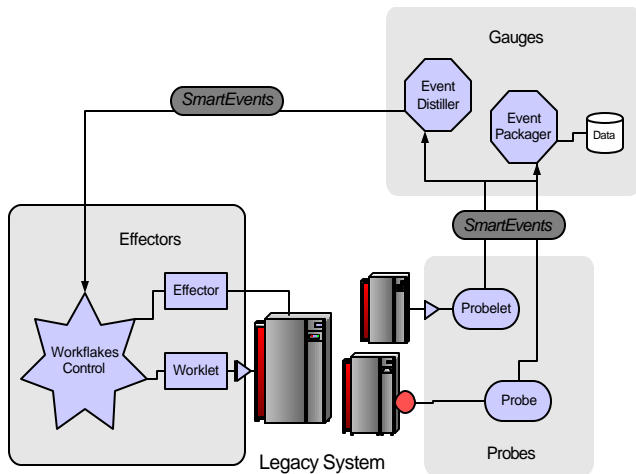 Gauges
SmartEvents
Event
Distiller
Event
Packager
Data
SmartEvents
Effectors
Effector
Probelet
Workflakes
Control
Worklet
Probe
Legacy System
Probes